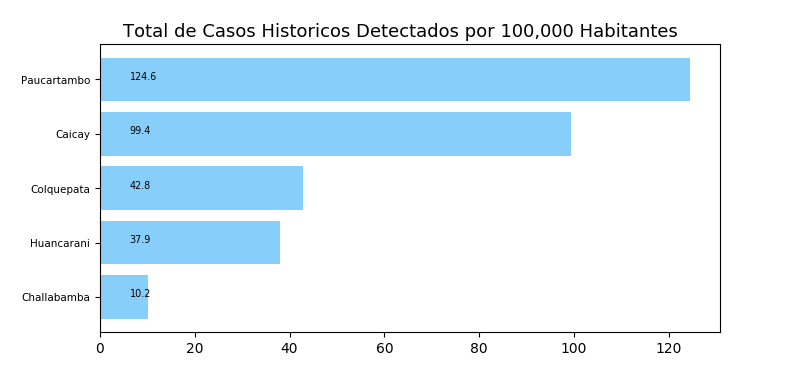 Total de Casos Historicos Detectados por 100,000 Habitantes
Paucartambo 124.6
Caicay 99.4
Colquepata 42.8
Huancarani 37.9
Challabamba 10.2
0 20 40 60 80 100 120